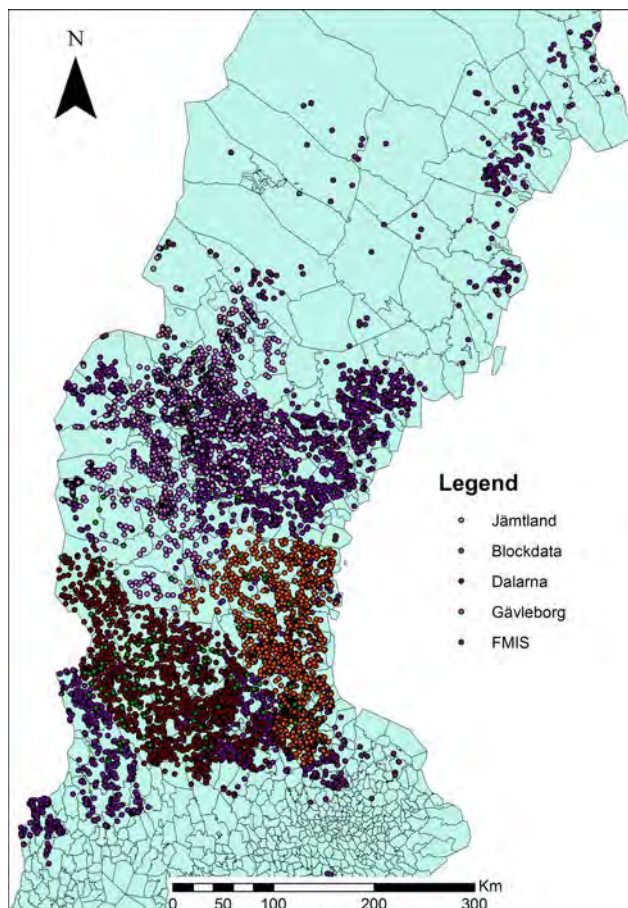 N
Legend
Jämtland
Blockdata
Dalarna
Gävleborg
FMIS
Km
0 50 100 200 300